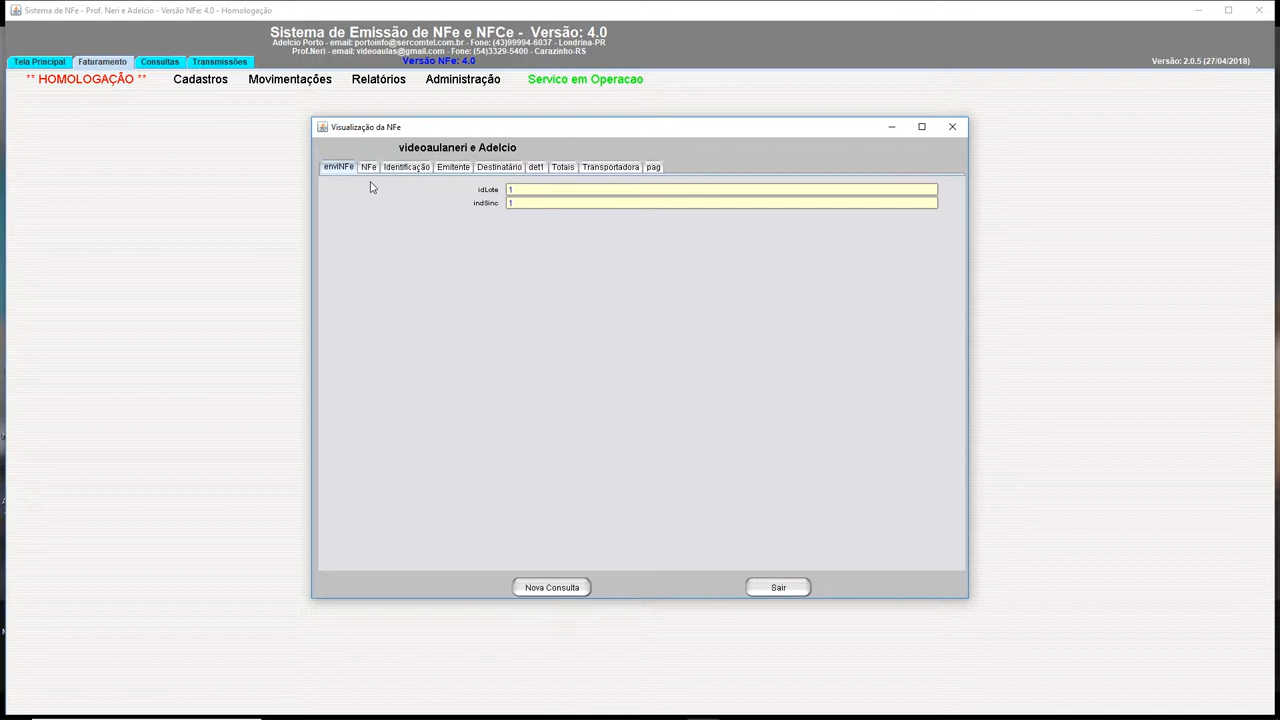 Sistema de NFe - Prof. Neri e Adelcio - Versão NFe: 4.0 - Homologação
Sistema de Emissão de NFe e NFCe - Versão: 4.0
Adelcio Porto - email: portoinfo@sercomtel.com.br - Fone: (43)99994-6037 - Londrina-PR
Prof.Neri - email: videoaulas@gmail.com - Fone: (54)3329-5400 - Carazinho-RS
Versão NFe: 4.0
Tela Principal Faturamento Consultas Transmissões Versão: 2.0.5 (27/04/2018)
** HOMOLOGAÇÃO ** Cadastros Movimentações Relatórios Administração Servico em Operacao
Visualização da NFe
videoaulaneri e Adelcio
enviNFe NFe Identificação Emitente Destinatário det1 Totais Transportadora pag
idLote 1
indSinc 1
Nova Consulta Sair